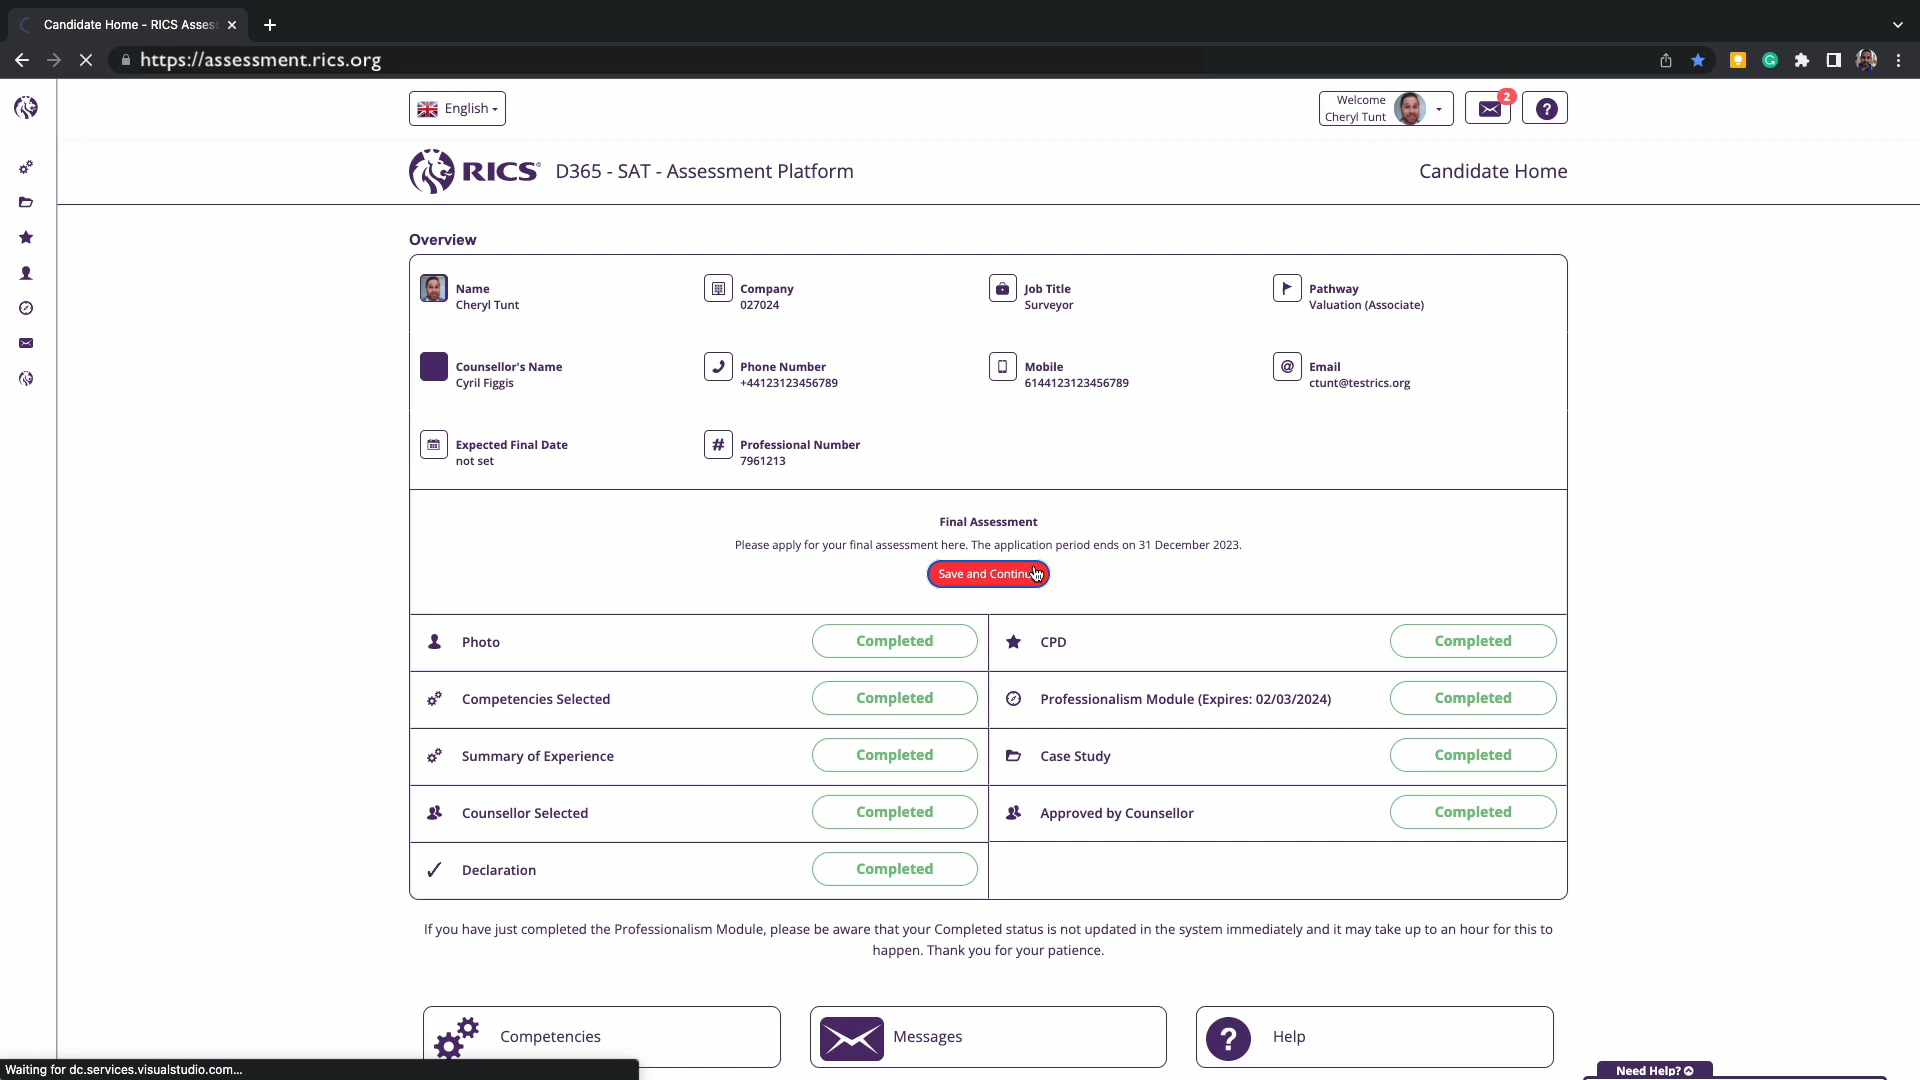 Candidate Home - RICS Asses
https://assessment.rics.org
English
Welcome
Cheryl Tunt
2
?
RICS
D365 - SAT - Assessment Platform
Candidate Home
Overview
Name
Cheryl Tunt
Company
027024
Job Title
Surveyor
Pathway
Valuation (Associate)
Counsellor's Name
Cyril Figgis
Phone Number
+44123123456789
Mobile
6144123123456789
@
Email
ctunt@testrics.org
Expected Final Date
not set
#
Professional Number
7961213
Final Assessment
Please apply for your final assessment here. The application period ends on 31 December 2023.
Save and Continu
Photo
Completed
CPD
Completed
Competencies Selected
Completed
Professionalism Module (Expires: 02/03/2024)
Completed
Summary of Experience
Completed
Case Study
Completed
Counsellor Selected
Completed
Approved by Counsellor
Completed
Declaration
Completed
If you have just completed the Professionalism Module, please be aware that your Completed status is not updated in the system immediately and it may take up to an hour for this to
happen. Thank you for your patience.
Competencies
Messages
?
Help
Waiting for dc.services.visualstudio.com...
Need Help?